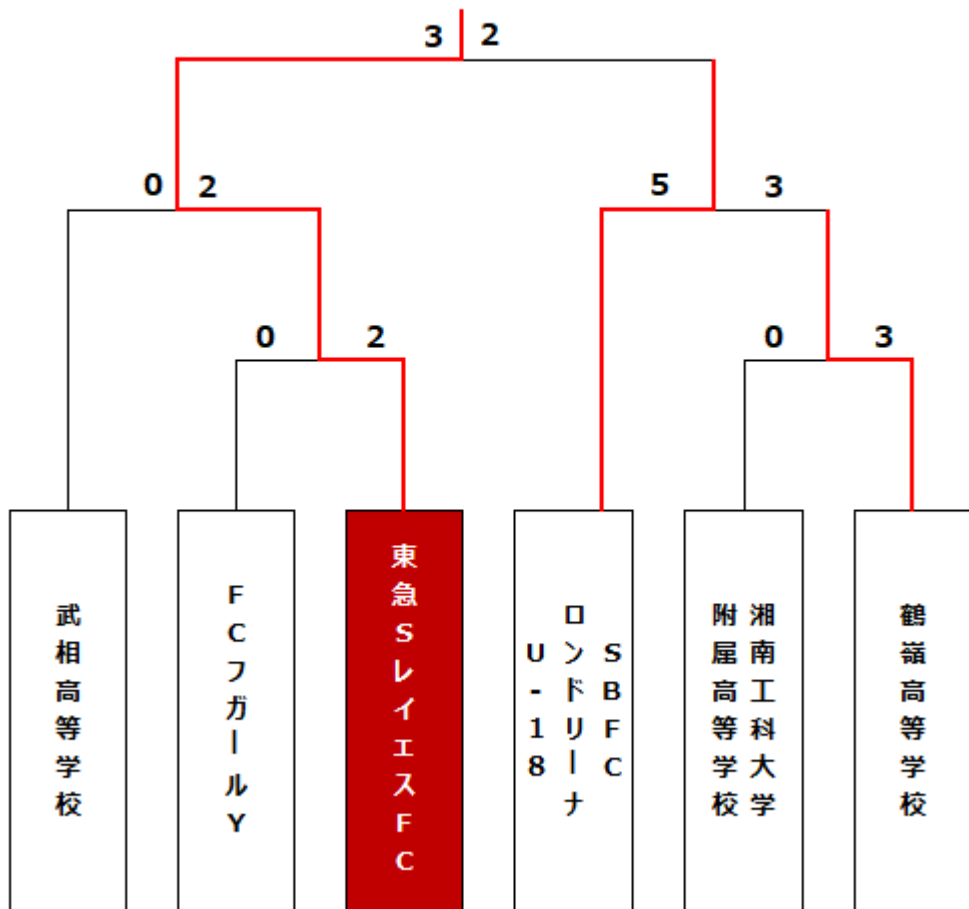 3 2
0 2
5 3
0 2
0 3
武相高等学校
FCフガールY
東急SレイエスFC
SBFC
ロンドリーナ
U-18
湘南工科大学
附属高等学校
鶴嶺高等学校